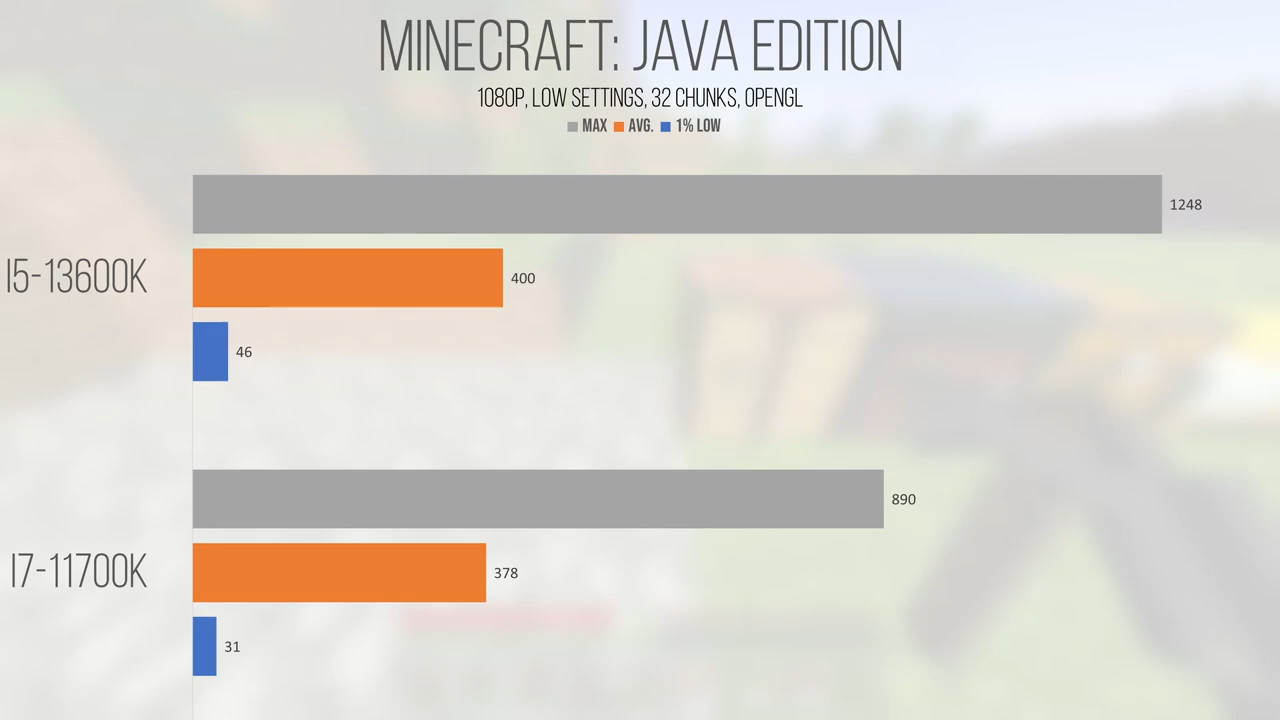 MINECRAFT: JAVA EDITION
1080P, LOW SETTINGS, 32 CHUNKS, OPENGL
MAX AVG. 1% LOW
1248
I5-13600K 400
46
890
I7-11700K 378
31